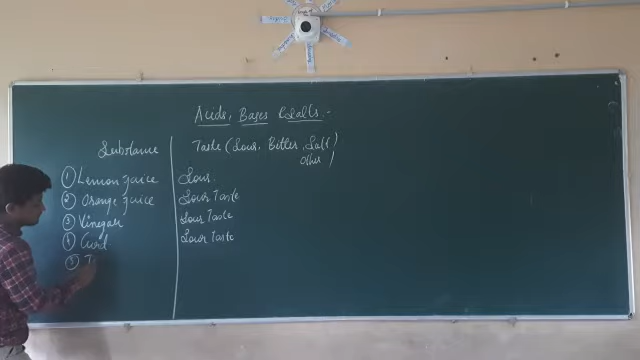 Acids, Bases & Salts :-
Substance Taste (Sour, Bitter, Salt
Other)
① Lemon juice Sour.
② Orange juice Sour Taste
③ Vinegar Sour Taste
④ Curd Sour Taste
⑤ T